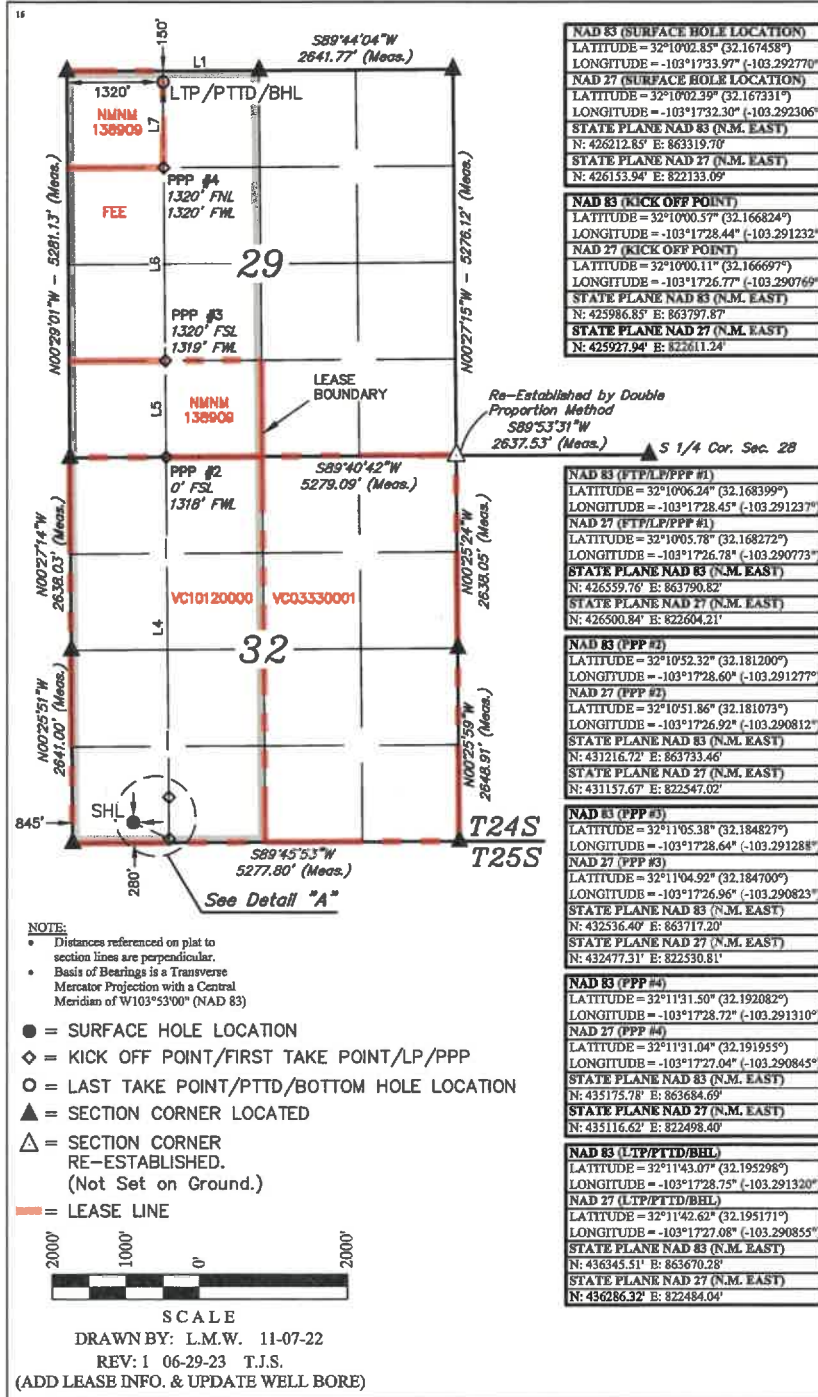 16
150'
S89°44'04"W
2641.77' (Meas.)
L1
1320'
LTP/PTTD/BHL
NMNM
138909
L7
PPP #4
1320' FNL
1320' FWL
FEE
N00°29'01"W - 5281.13' (Meas.)
L6
29
N00°27'15"W - 5276.12' (Meas.)
PPP #3
1320' FSL
1319' FWL
LEASE
BOUNDARY
L5
NMNM
138909
Re-Established by Double
Proportion Method
S89°53'31"W
2637.53' (Meas.)
S 1/4 Cor. Sec. 28
PPP #2
0' FSL
1318' FWL
S89°40'42"W
5279.09' (Meas.)
N00°27'14"W
2638.03' (Meas.)
N00°25'24"W
2638.05' (Meas.)
VC10120000
VC03330001
L4
32
N00°25'51"W
2641.00' (Meas.)
N00°25'59"W
2648.91' (Meas.)
SHL
845'
280'
S89°45'53"W
5277.80' (Meas.)
T24S
T25S
See Detail "A"
NOTE:
• Distances referenced on plat to
section lines are perpendicular.
• Basis of Bearings is a Transverse
Mercator Projection with a Central
Meridian of W103°53'00" (NAD 83)
= SURFACE HOLE LOCATION
= KICK OFF POINT/FIRST TAKE POINT/LP/PPP
= LAST TAKE POINT/PTTD/BOTTOM HOLE LOCATION
= SECTION CORNER LOCATED
= SECTION CORNER
RE-ESTABLISHED.
(Not Set on Ground.)
= LEASE LINE
2000'
1000'
0'
2000'
SCALE
DRAWN BY: L.M.W. 11-07-22
REV: 1 06-29-23 T.J.S.
(ADD LEASE INFO. & UPDATE WELL BORE)
NAD 83 (SURFACE HOLE LOCATION)
LATITUDE = 32°10'02.85" (32.167458°)
LONGITUDE = -103°17'33.97" (-103.292770°
NAD 27 (SURFACE HOLE LOCATION)
LATITUDE = 32°10'02.39" (32.167331°)
LONGITUDE = -103°17'32.30" (-103.292306°
STATE PLANE NAD 83 (N.M. EAST)
N: 426212.85' E: 863319.70'
STATE PLANE NAD 27 (N.M. EAST)
N: 426153.94' E: 822133.09'
NAD 83 (KICK OFF POINT)
LATITUDE = 32°10'00.57" (32.166824°)
LONGITUDE = -103°17'28.44" (-103.291232°
NAD 27 (KICK OFF POINT)
LATITUDE = 32°10'00.11" (32.166697°)
LONGITUDE = -103°17'26.77" (-103.290769°
STATE PLANE NAD 83 (N.M. EAST)
N: 425986.85' E: 863797.87'
STATE PLANE NAD 27 (N.M. EAST)
N: 425927.94' E: 822611.24'
NAD 83 (FTP/LP/PPP #1)
LATITUDE = 32°10'06.24" (32.168399°)
LONGITUDE = -103°17'28.45" (-103.291237°)
NAD 27 (FTP/LP/PPP #1)
LATITUDE = 32°10'05.78" (32.168272°)
LONGITUDE = -103°17'26.78" (-103.290773°
STATE PLANE NAD 83 (N.M. EAST)
N: 426559.76' E: 863790.82'
STATE PLANE NAD 27 (N.M. EAST)
N: 426500.84' E: 822604.21'
NAD 83 (PPP #2)
LATITUDE = 32°10'52.32" (32.181200°)
LONGITUDE = -103°17'28.60" (-103.291277°
NAD 27 (PPP #2)
LATITUDE = 32°10'51.86" (32.181073°)
LONGITUDE = -103°17'26.92" (-103.290812°
STATE PLANE NAD 83 (N.M. EAST)
N: 431216.72' E: 863733.46'
STATE PLANE NAD 27 (N.M. EAST)
N: 431157.67' E: 822547.02'
NAD 83 (PPP #3)
LATITUDE = 32°11'05.38" (32.184827°)
LONGITUDE = -103°17'28.64" (-103.291288°
NAD 27 (PPP #3)
LATITUDE = 32°11'04.92" (32.184700°)
LONGITUDE = -103°17'26.96" (-103.290823°
STATE PLANE NAD 83 (N.M. EAST)
N: 432536.40' E: 863717.20'
STATE PLANE NAD 27 (N.M. EAST)
N: 432477.31' E: 822530.81'
NAD 83 (PPP #4)
LATITUDE = 32°11'31.50" (32.192082°)
LONGITUDE = -103°17'28.72" (-103.291310°
NAD 27 (PPP #4)
LATITUDE = 32°11'31.04" (32.191955°)
LONGITUDE = -103°17'27.04" (-103.290845°
STATE PLANE NAD 83 (N.M. EAST)
N: 435175.78' E: 863684.69'
STATE PLANE NAD 27 (N.M. EAST)
N: 435116.62' E: 822498.40'
NAD 83 (LTP/PTTD/BHL)
LATITUDE = 32°11'43.07" (32.195298°)
LONGITUDE = -103°17'28.75" (-103.291320°
NAD 27 (LTP/PTTD/BHL)
LATITUDE = 32°11'42.62" (32.195171°)
LONGITUDE = -103°17'27.08" (-103.290855°
STATE PLANE NAD 83 (N.M. EAST)
N: 436345.51' E: 863670.28'
STATE PLANE NAD 27 (N.M. EAST)
N: 436286.32' E: 822484.04'